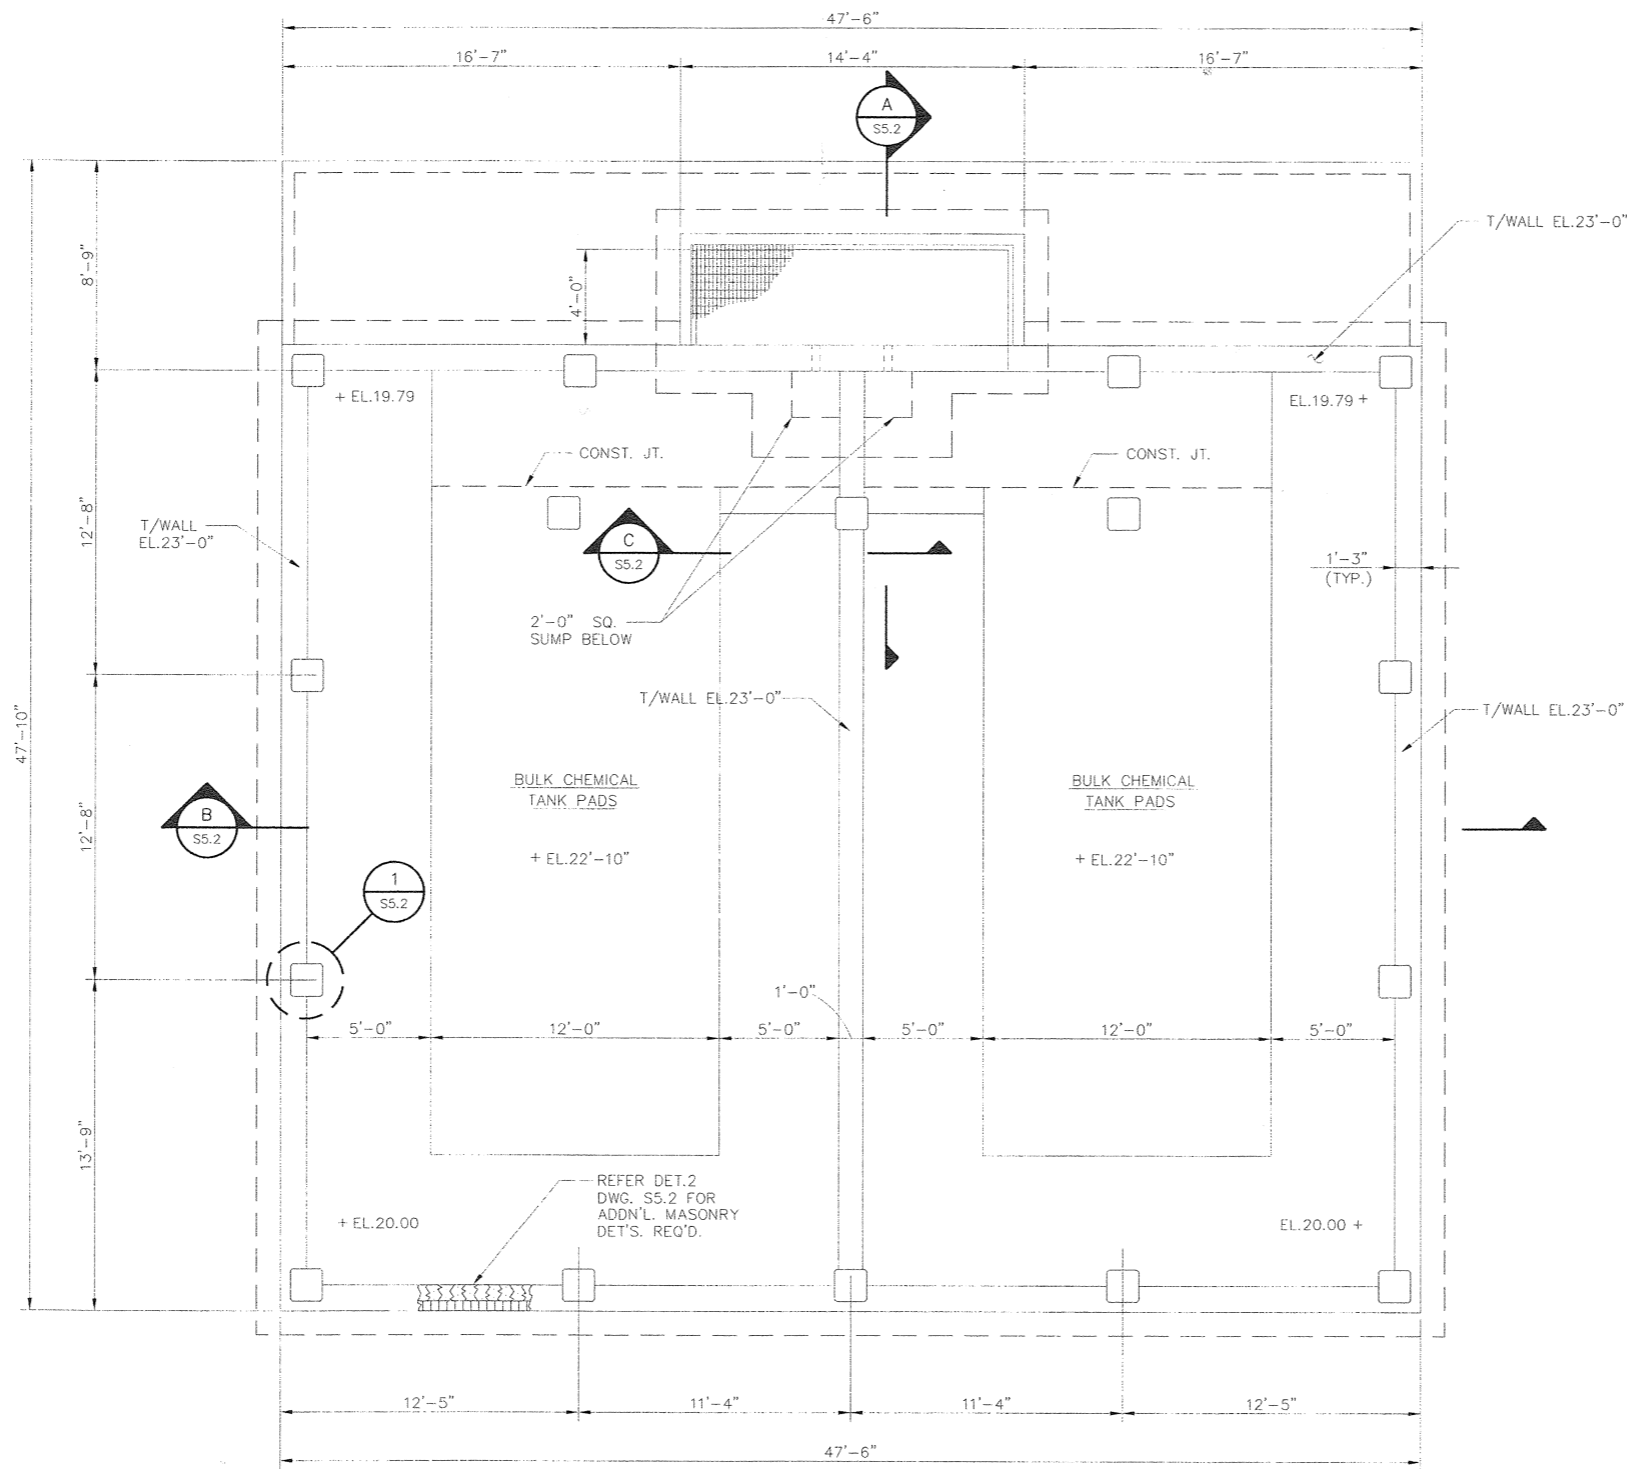 47'-6"
16'-7"
14'-4"
16'-7"
A
S5.2
T/WALL EL.23'-0"
8'-9"
4'-0"
+ EL.19.79
EL.19.79 +
CONST. JT.
CONST. JT.
12'-8"
T/WALL
EL.23'-0"
C
S5.2
1'-3"
(TYP.)
2'-0" SQ.
SUMP BELOW
T/WALL EL.23'-0"
T/WALL EL.23'-0"
47'-10"
BULK CHEMICAL
TANK PADS
BULK CHEMICAL
TANK PADS
12'-8"
B
S5.2
+ EL.22'-10"
+ EL.22'-10"
1
S5.2
1'-0"
5'-0"
12'-0"
5'-0"
5'-0"
12'-0"
5'-0"
13'-9"
REFER DET.2
DWG. S5.2 FOR
ADDN'L. MASONRY
DET'S. REQ'D.
+ EL.20.00
EL.20.00 +
12'-5"
11'-4"
11'-4"
12'-5"
47'-6"